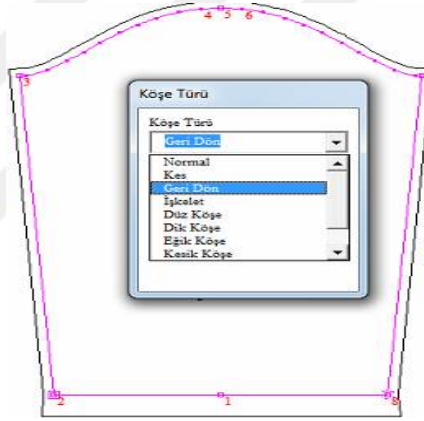 4 5 6
3
Köşe Türü
Köşe Türü
Geri Dön
Normal
Kes
Geri Dön
İşkelet
Düz Köşe
Dik Köşe
Eğik Köşe
Kesik Köşe
2 1 8